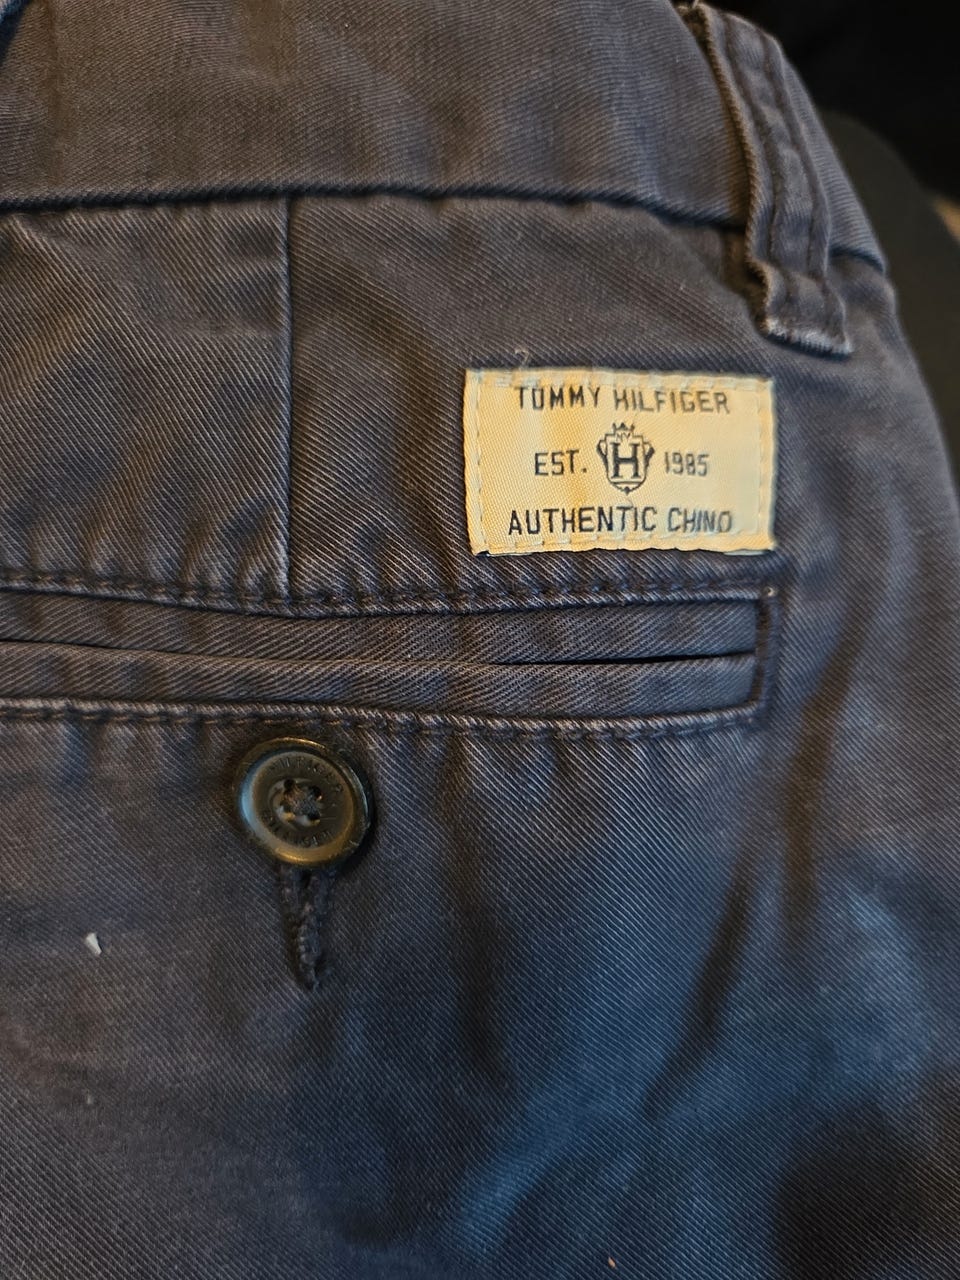 TOMMY HILFIGER
EST. H 1985
AUTHENTIC CHINO